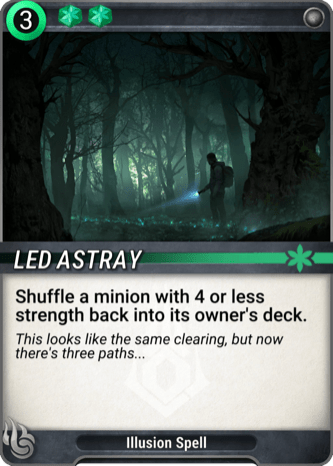 3
LED ASTRAY
Shuffle a minion with 4 or less
strength back into its owner's deck.
This looks like the same clearing, but now
there's three paths...
Illusion Spell